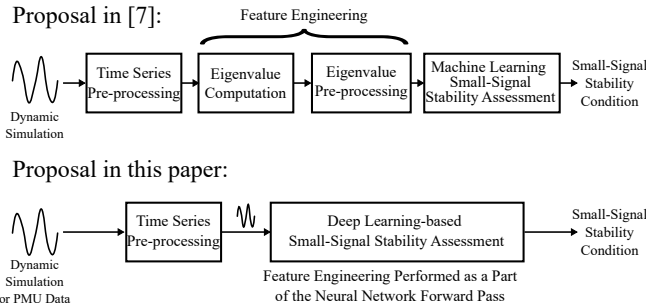 Proposal in [7]:
Feature Engineering
Dynamic
Simulation
Time Series
Pre-processing
Eigenvalue
Computation
Eigenvalue
Pre-processing
Machine Learning
Small-Signal
Stability Assessment
Small-Signal
Stability
Condition
Proposal in this paper:
Dynamic
Simulation
or PMU Data
Time Series
Pre-processing
Deep Learning-based
Small-Signal Stability Assessment
Feature Engineering Performed as a Part
of the Neural Network Forward Pass
Small-Signal
Stability
Condition